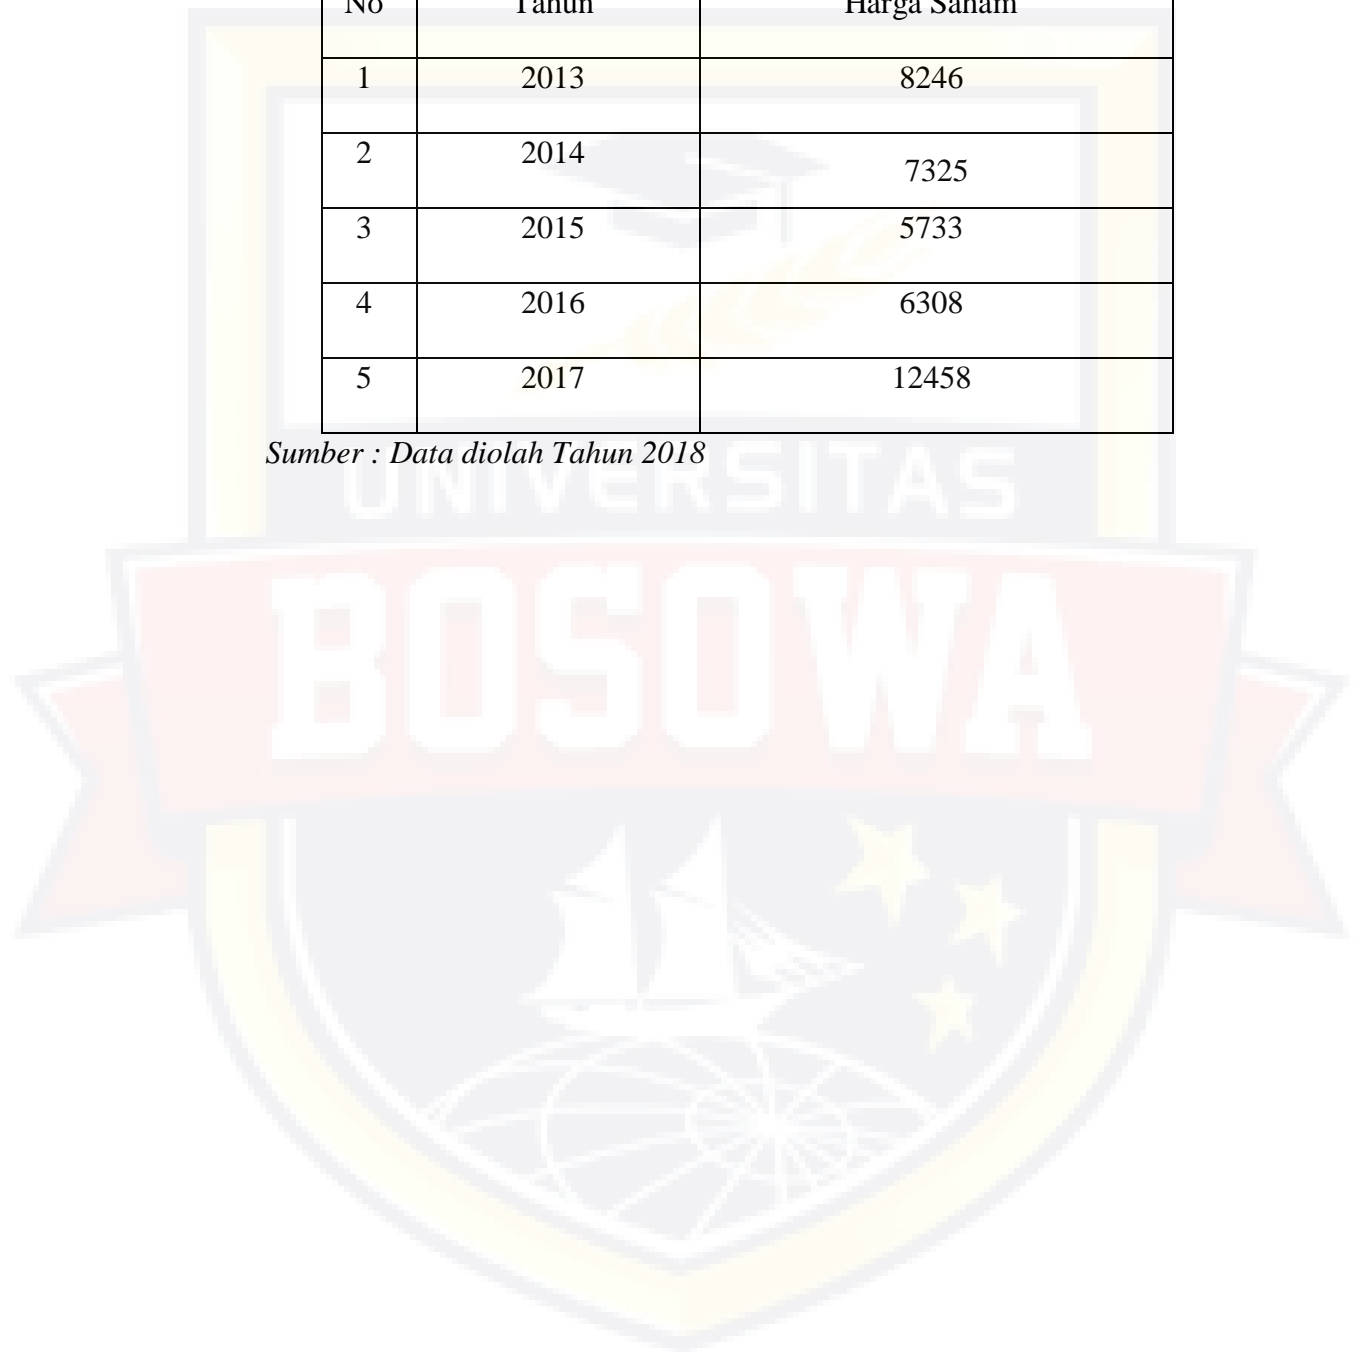 No Tahun Harga Saham
1 2013 8246
2 2014 7325
3 2015 5733
4 2016 6308
5 2017 12458
Sumber : Data diolah Tahun 2018
UNIVERSITAS
BOSOWA